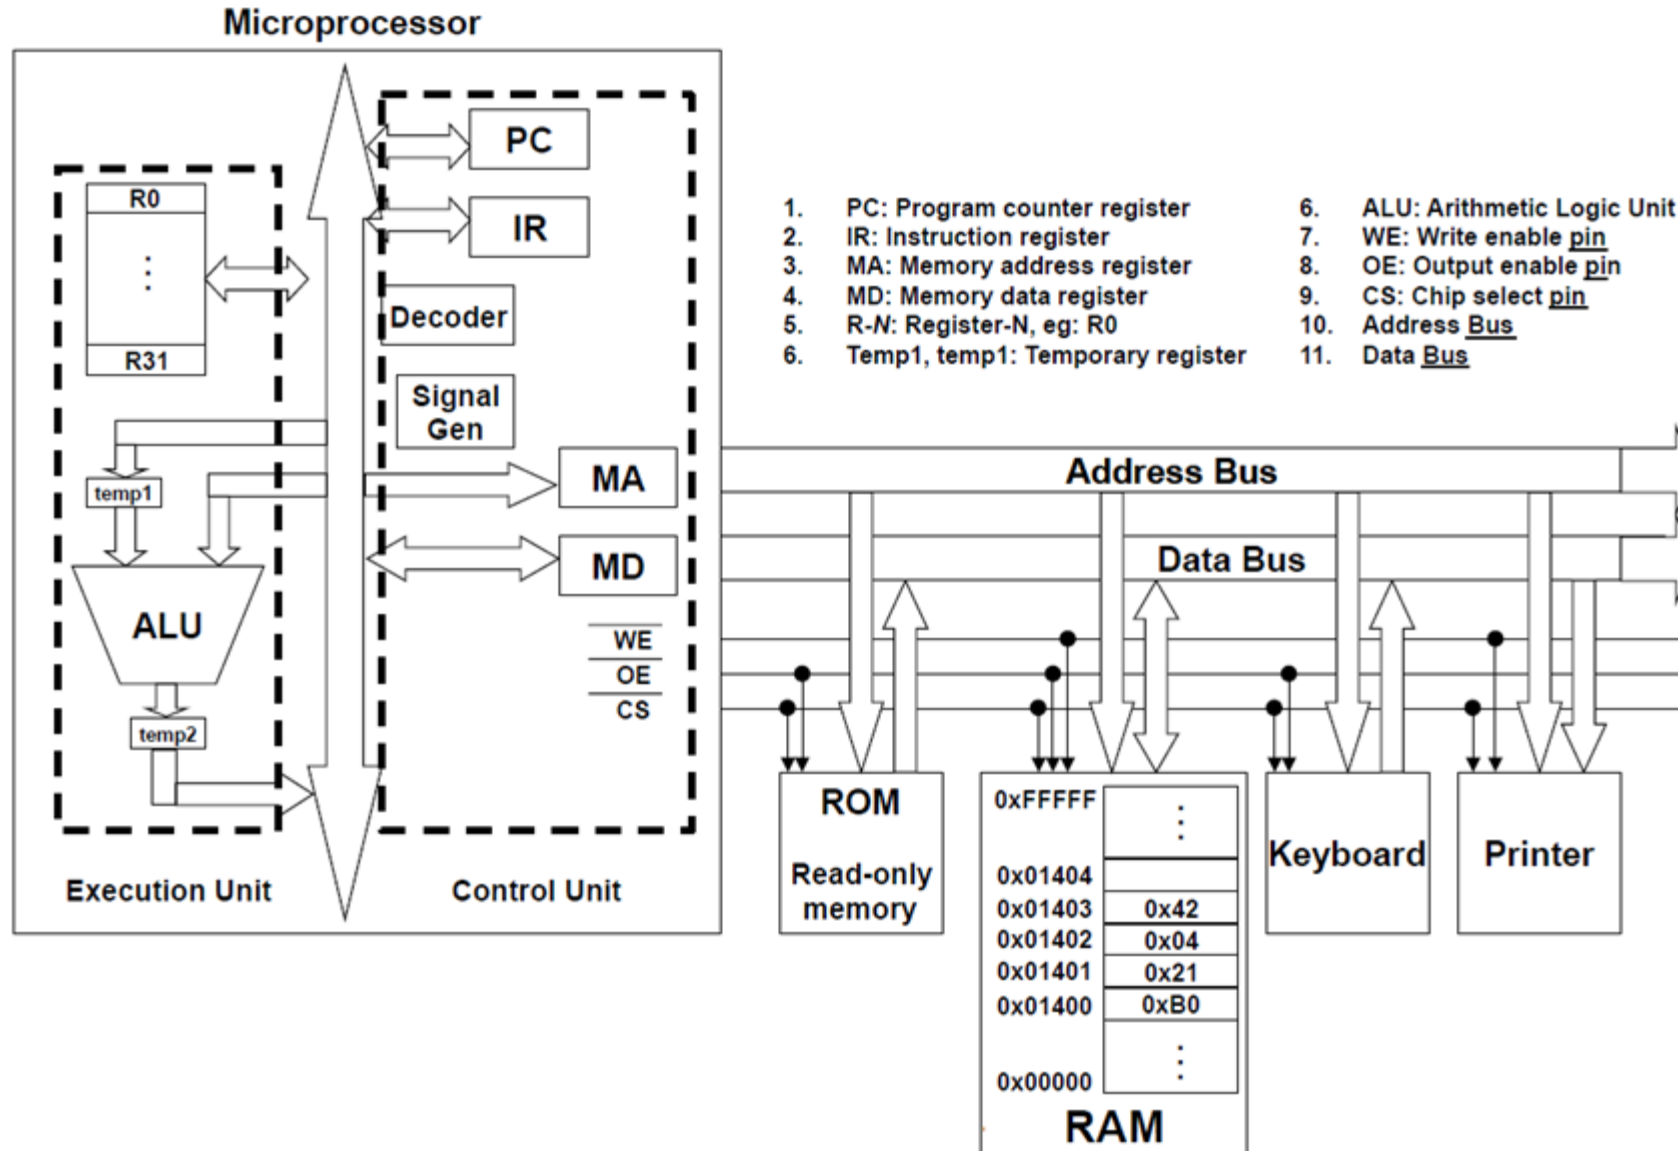 Microprocessor
PC
IR
R0
⋮
R31
Decoder
Signal
Gen
temp1
MA
MD
ALU
WE
OE
CS
temp2
Execution Unit
Control Unit
1. PC: Program counter register
2. IR: Instruction register
3. MA: Memory address register
4. MD: Memory data register
5. R-N: Register-N, eg: R0
6. Temp1, temp1: Temporary register
6. ALU: Arithmetic Logic Unit
7. WE: Write enable pin
8. OE: Output enable pin
9. CS: Chip select pin
10. Address Bus
11. Data Bus
Address Bus
Data Bus
ROM
Read-only
memory
0xFFFFF
⋮
0x01404
0x01403 0x42
0x01402 0x04
0x01401 0x21
0x01400 0xB0
⋮
0x00000
RAM
Keyboard
Printer